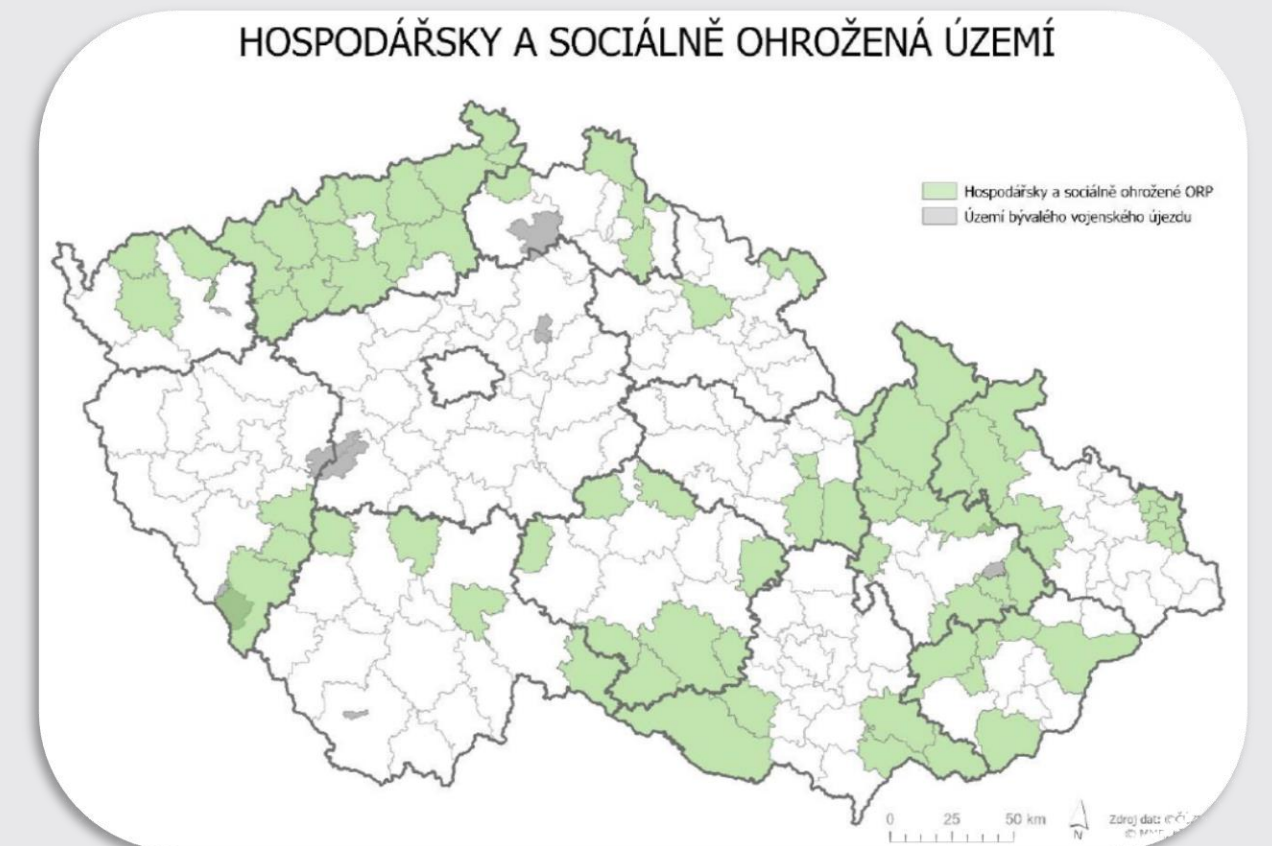 HOSPODÁŘSKY A SOCIÁLNĚ OHROŽENÁ ÚZEMÍ
Hospodářsky a sociálně ohrožené ORP
Území bývalého vojenského újezdu
0 25 50 km
N
Zdroj dat: ©
©